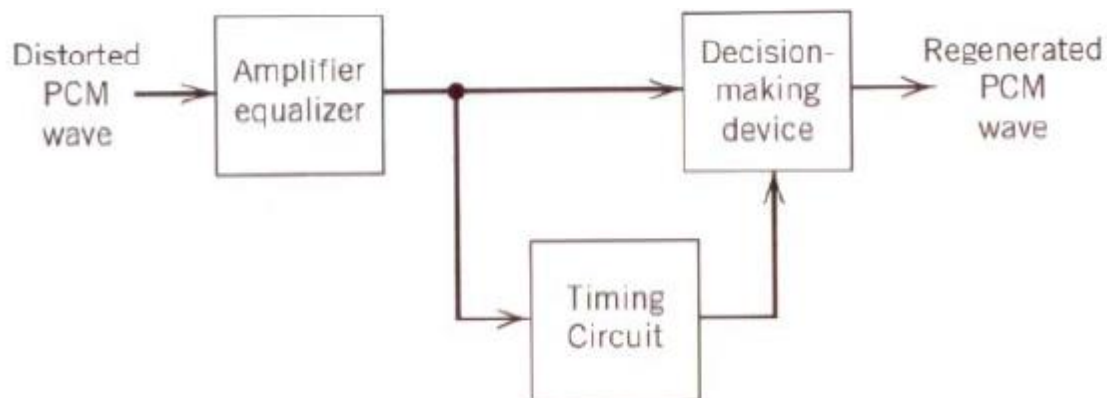 Distorted
PCM
wave
Amplifier
equalizer
Decision-
making
device
Regenerated
PCM
wave
Timing
Circuit